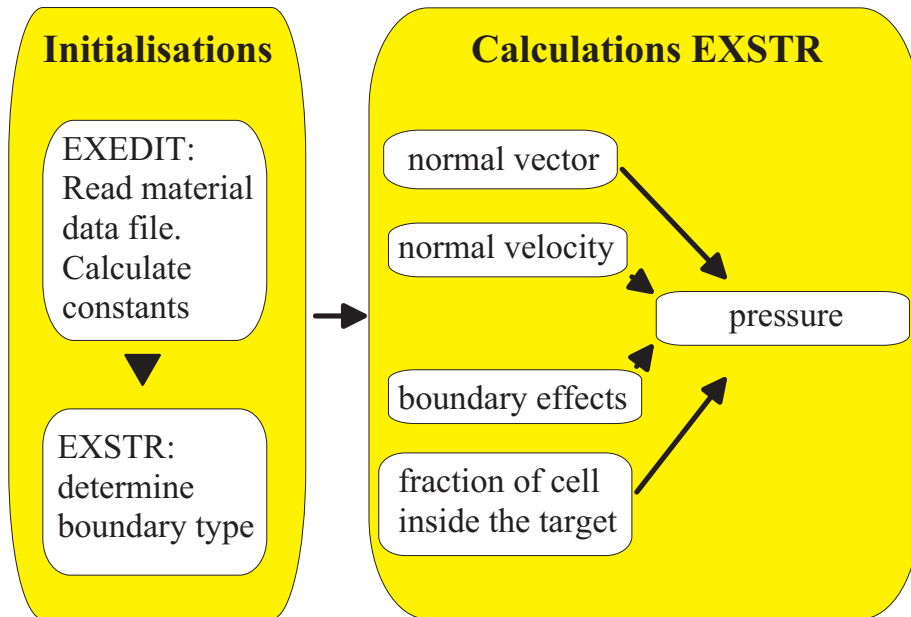 Initialisations
EXEDIT:
Read material
data file.
Calculate
constants
EXSTR:
determine
boundary type
Calculations EXSTR
normal vector
normal velocity
boundary effects
fraction of cell
inside the target
pressure